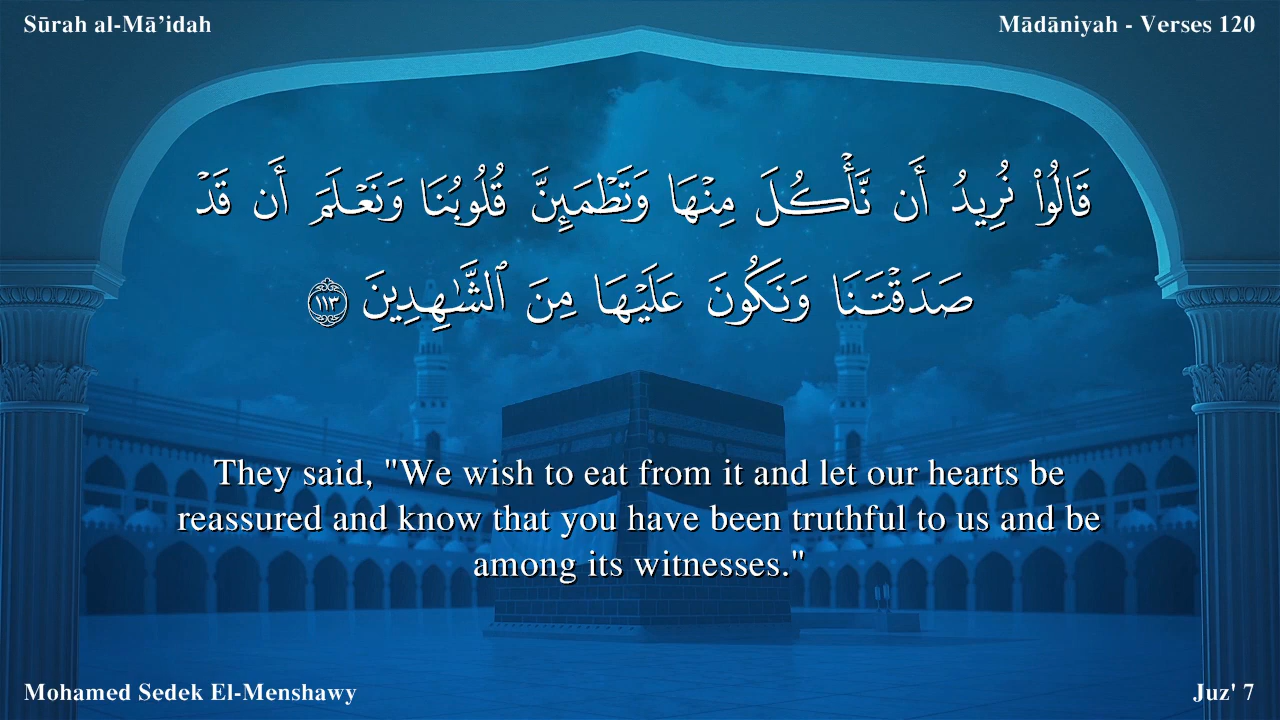 Sūrah al-Mā’idah
Mādāniyah - Verses 120
قَالُوا۟ نُرِيدُ أَن نَّأْكُلَ مِنْهَا وَتَطْمَئِنَّ قُلُوبُنَا وَنَعْلَمَ أَن قَدْ
صَدَقْتَنَا وَنَكُونَ عَلَيْهَا مِنَ ٱلشَّـٰهِدِينَ ١١٣
They said, "We wish to eat from it and let our hearts be
reassured and know that you have been truthful to us and be
among its witnesses."
Mohamed Sedek El-Menshawy
Juz' 7